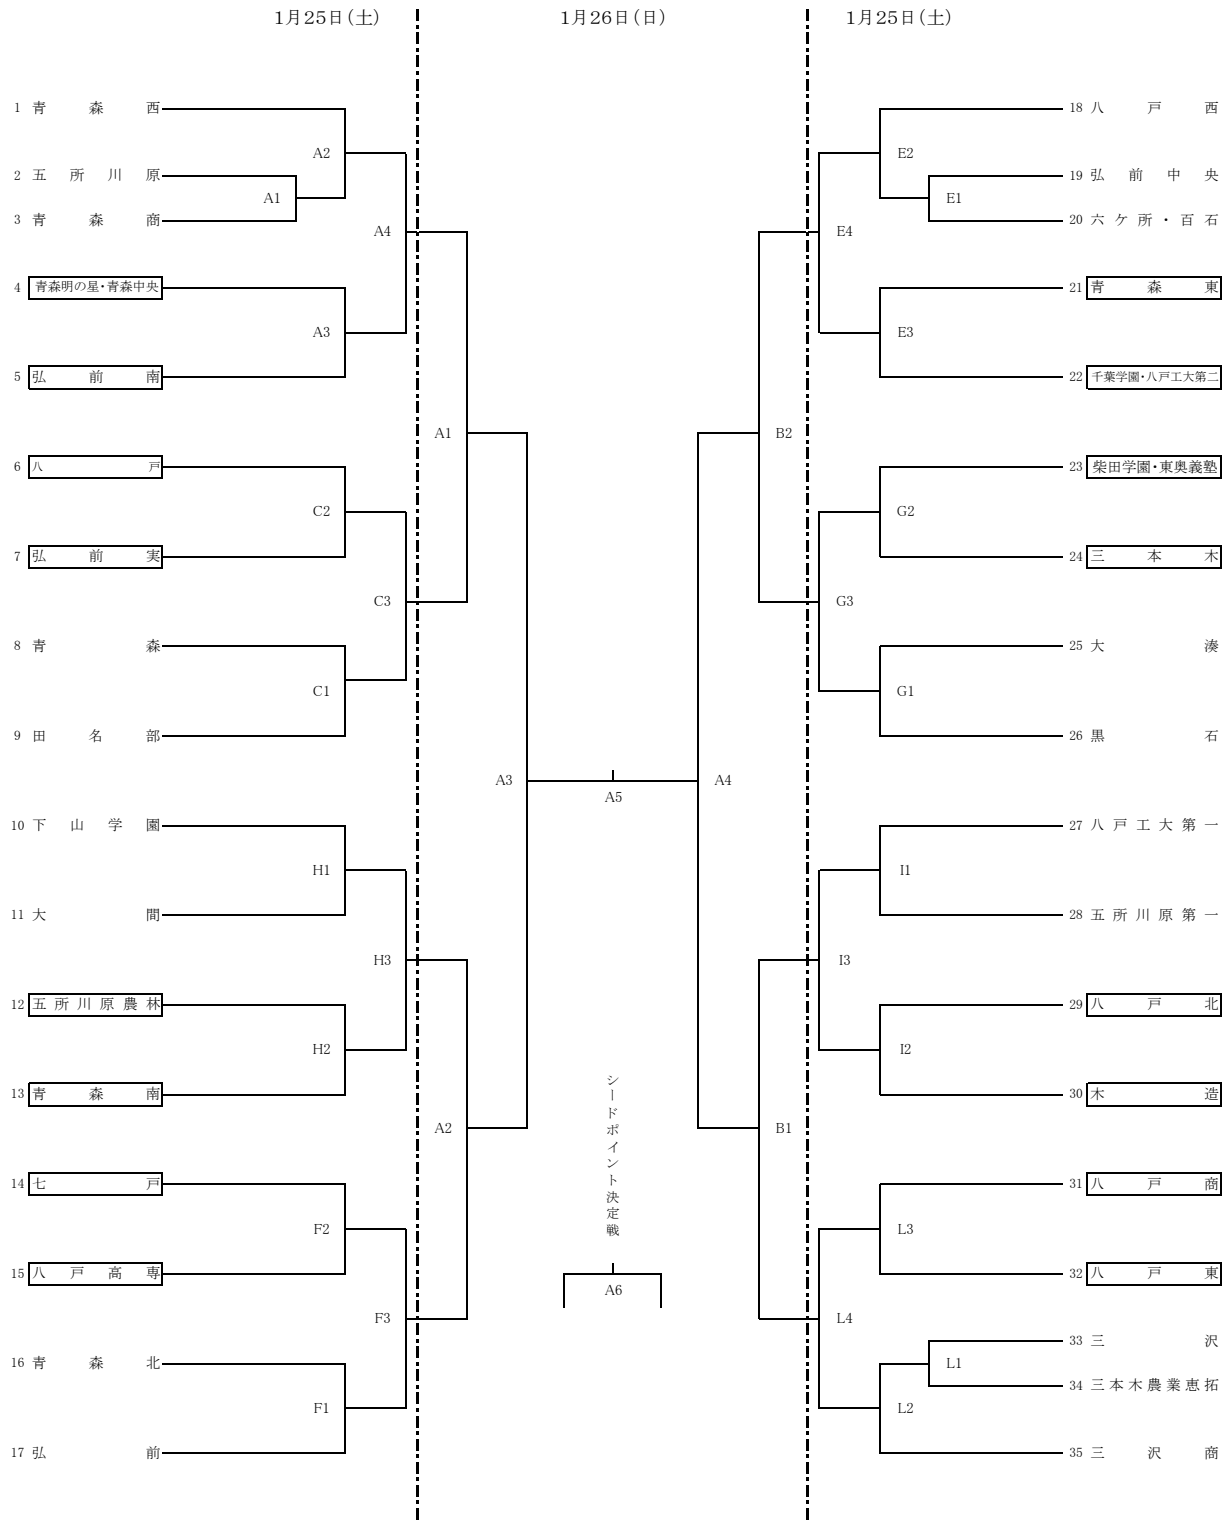 1月25日(土)
1月26日(日)
1月25日(土)
1 青森西
A2
2 五所川原
A1
3 青森商
A4
4 青森明の星・青森中央
A3
5 弘前南
A1
6 八戸
C2
7 弘前実
C3
8 青森
C1
9 田名部
A3
10 下山学園
H1
11 大間
H3
12 五所川原農林
H2
13 青森南
A2
14 七戸
F2
15 八戸高専
F3
16 青森北
F1
17 弘前
A5
シードポイント決定戦
A6
18 八戸西
E2
19 弘前中央
E1
20 六ケ所・百石
E4
21 青森東
E3
22 千葉学園・八戸工大第二
B2
23 柴田学園・東奥義塾
G2
24 三本木
G3
25 大湊
G1
26 黒石
A4
27 八戸工大第一
I1
28 五所川原第一
I3
29 八戸北
I2
30 木造
B1
31 八戸商
L3
32 八戸東
L4
33 三沢
L1
34 三本木農業恵拓
L2
35 三沢商